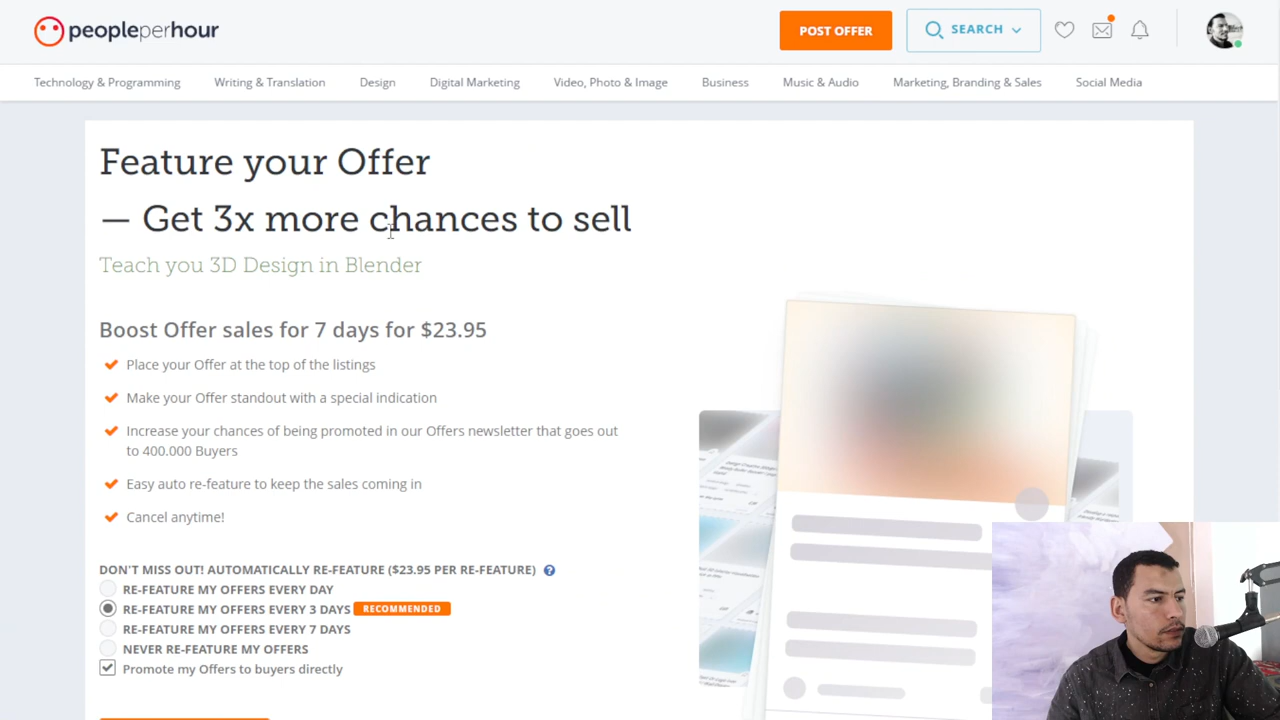 peopleperhour
POST OFFER
SEARCH
Technology & Programming
Writing & Translation
Design
Digital Marketing
Video, Photo & Image
Business
Music & Audio
Marketing, Branding & Sales
Social Media
Feature your Offer
— Get 3x more chances to sell
Teach you 3D Design in Blender
Boost Offer sales for 7 days for $23.95
Place your Offer at the top of the listings
Make your Offer standout with a special indication
Increase your chances of being promoted in our Offers newsletter that goes out
to 400.000 Buyers
Easy auto re-feature to keep the sales coming in
Cancel anytime!
DON'T MISS OUT! AUTOMATICALLY RE-FEATURE ($23.95 PER RE-FEATURE) ?
RE-FEATURE MY OFFERS EVERY DAY
RE-FEATURE MY OFFERS EVERY 3 DAYS RECOMMENDED
RE-FEATURE MY OFFERS EVERY 7 DAYS
NEVER RE-FEATURE MY OFFERS
Promote my Offers to buyers directly